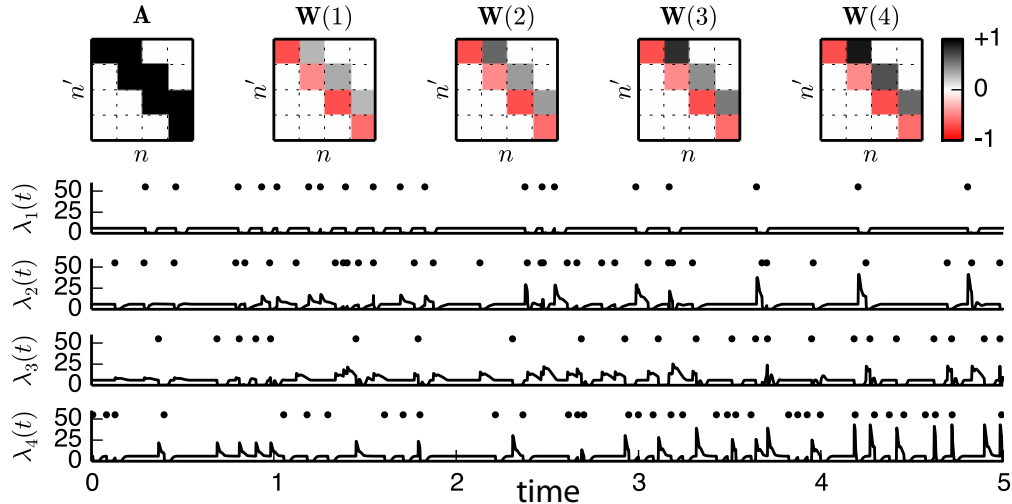 A W(1) W(2) W(3) W(4)
n′ n′ n′ n′ n′ +1
0
-1
n n n n n
λ₁(t) 50
25
0
λ₂(t) 50
25
0
λ₃(t) 50
25
0
λ₄(t) 50
25
0
0 1 2 3 4 5
time